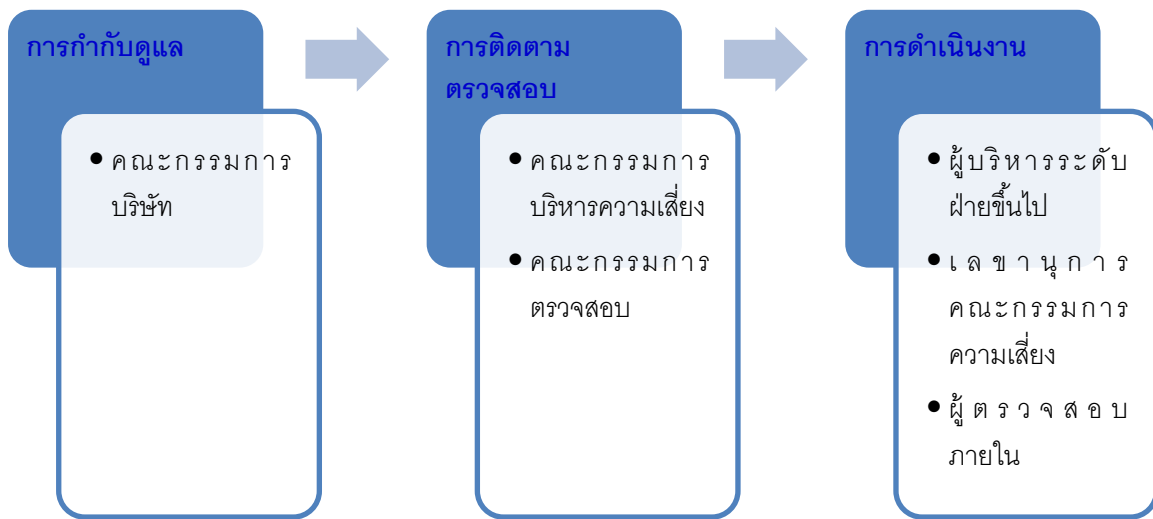 การกำกับดูแล
• คณะกรรมการ
บริษัท
การติดตาม
ตรวจสอบ
• คณะกรรมการ
บริหารความเสี่ยง
• คณะกรรมการ
ตรวจสอบ
การดำเนินงาน
• ผู้บริหารระดับ
ฝ่ายขึ้นไป
• เลขานุการ
คณะกรรมการ
ความเสี่ยง
• ผู้ตรวจสอบ
ภายใน